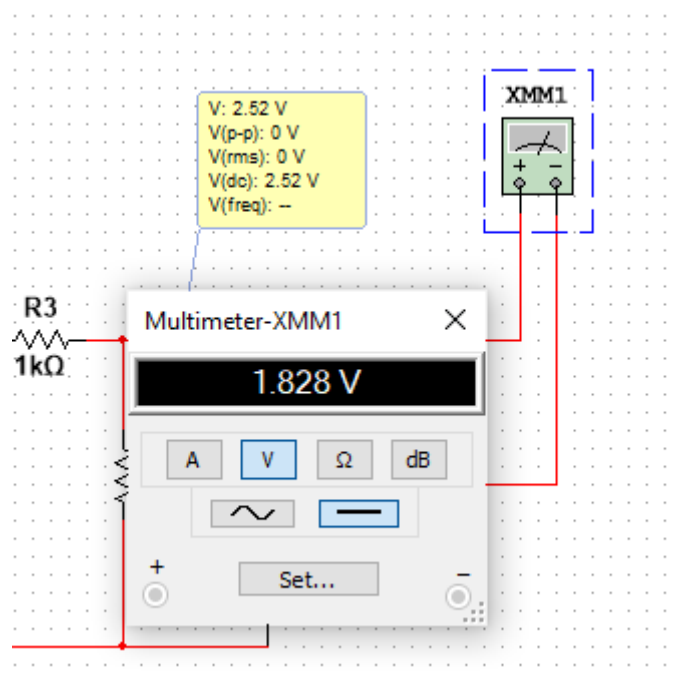 XMM1
V: 2.52 V
V(p-p): 0 V
V(rms): 0 V
V(dc): 2.52 V
V(freq): --
+ −
R3
1kΩ
Multimeter-XMM1
1.828 V
A V Ω dB
+ Set... −